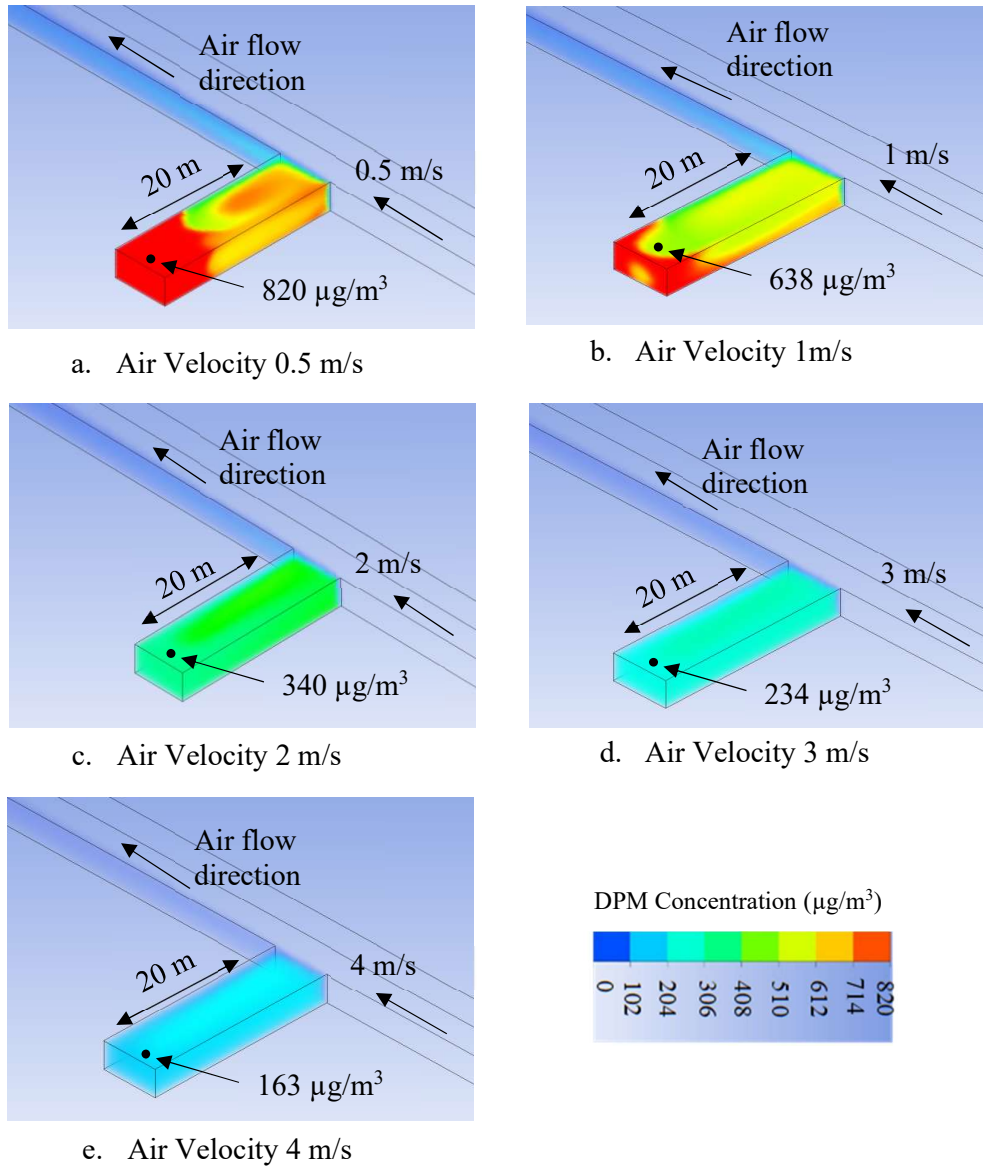 Air flow
direction
20 m
0.5 m/s
820 µg/m³
a. Air Velocity 0.5 m/s
Air flow
direction
20 m
1 m/s
638 µg/m³
b. Air Velocity 1m/s
Air flow
direction
20 m
2 m/s
340 µg/m³
c. Air Velocity 2 m/s
Air flow
direction
20 m
3 m/s
234 µg/m³
d. Air Velocity 3 m/s
Air flow
direction
20 m
4 m/s
163 µg/m³
e. Air Velocity 4 m/s
DPM Concentration (µg/m³)
0 102 204 306 408 510 612 714 820